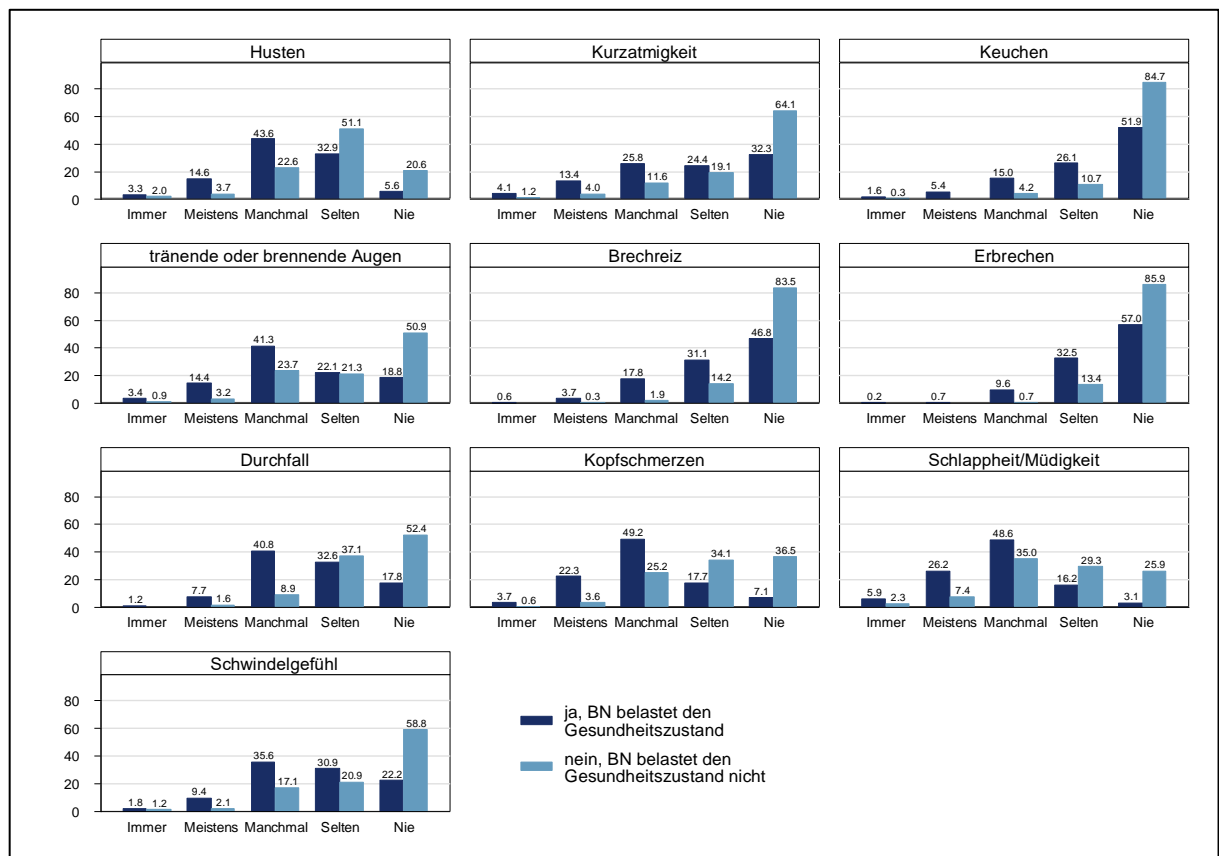 Husten
Kurzatmigkeit
Keuchen
80
60
40
20
0
3.3 2.0 14.6 3.7 43.6 22.6 32.9 51.1 5.6 20.6
4.1 1.2 13.4 4.0 25.8 11.6 24.4 19.1 32.3 64.1
1.6 0.3 5.4 15.0 4.2 26.1 10.7 51.9 84.7
Immer Meistens Manchmal Selten Nie
Immer Meistens Manchmal Selten Nie
Immer Meistens Manchmal Selten Nie
tränende oder brennende Augen
Brechreiz
Erbrechen
80
60
40
20
0
3.4 0.9 14.4 3.2 41.3 23.7 22.1 21.3 18.8 50.9
0.6 3.7 0.3 17.8 1.9 31.1 14.2 46.8 83.5
0.2 0.7 9.6 0.7 32.5 13.4 57.0 85.9
Immer Meistens Manchmal Selten Nie
Immer Meistens Manchmal Selten Nie
Immer Meistens Manchmal Selten Nie
Durchfall
Kopfschmerzen
Schlappheit/Müdigkeit
80
60
40
20
0
1.2 7.7 1.6 40.8 8.9 32.6 37.1 17.8 52.4
3.7 0.6 22.3 3.6 49.2 25.2 17.7 34.1 7.1 36.5
5.9 2.3 26.2 7.4 48.6 35.0 16.2 29.3 3.1 25.9
Immer Meistens Manchmal Selten Nie
Immer Meistens Manchmal Selten Nie
Immer Meistens Manchmal Selten Nie
Schwindelgefühl
80
60
40
20
0
1.8 1.2 9.4 2.1 35.6 17.1 30.9 20.9 22.2 58.8
Immer Meistens Manchmal Selten Nie
ja, BN belastet den
Gesundheitszustand
nein, BN belastet den
Gesundheitszustand nicht